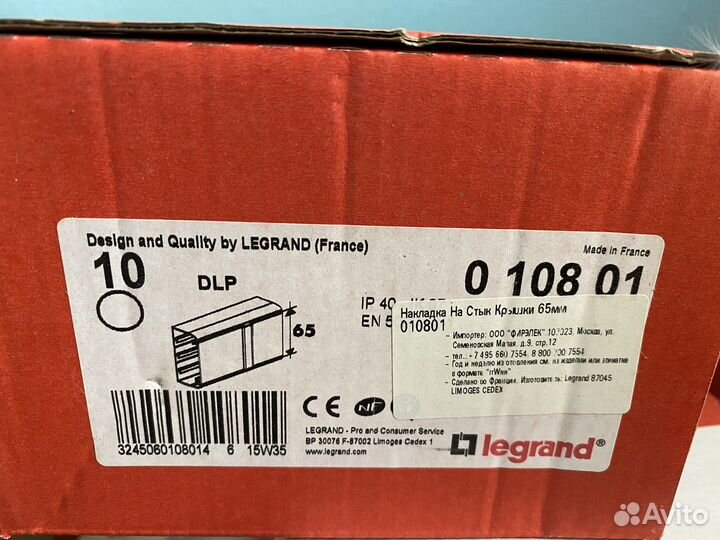 Design and Quality by LEGRAND (France)
Made in France
10
DLP
0 108 01
IP 40
EN 5
65
Накладка На Стык Крышки 65мм
010801
- Импортер: ООО "ФИРЭЛЕК" Москва, ул.
Семеновская Малая, д.9, стр.12
- тел.: +7 495 660 7554, 8 800 7554
- Год и неделю изготовления см. на изделии или этикетке
в формате "ггWнн"
- Сделано во Франции. Изготовитель: Legrand 87045
LIMOGES CEDEX
CE NF
3245060108014 6 15W35
LEGRAND - Pro and Consumer Service
BP 30076 F-87002 Limoges Cedex 1
www.legrand.com
legrand®
Avito